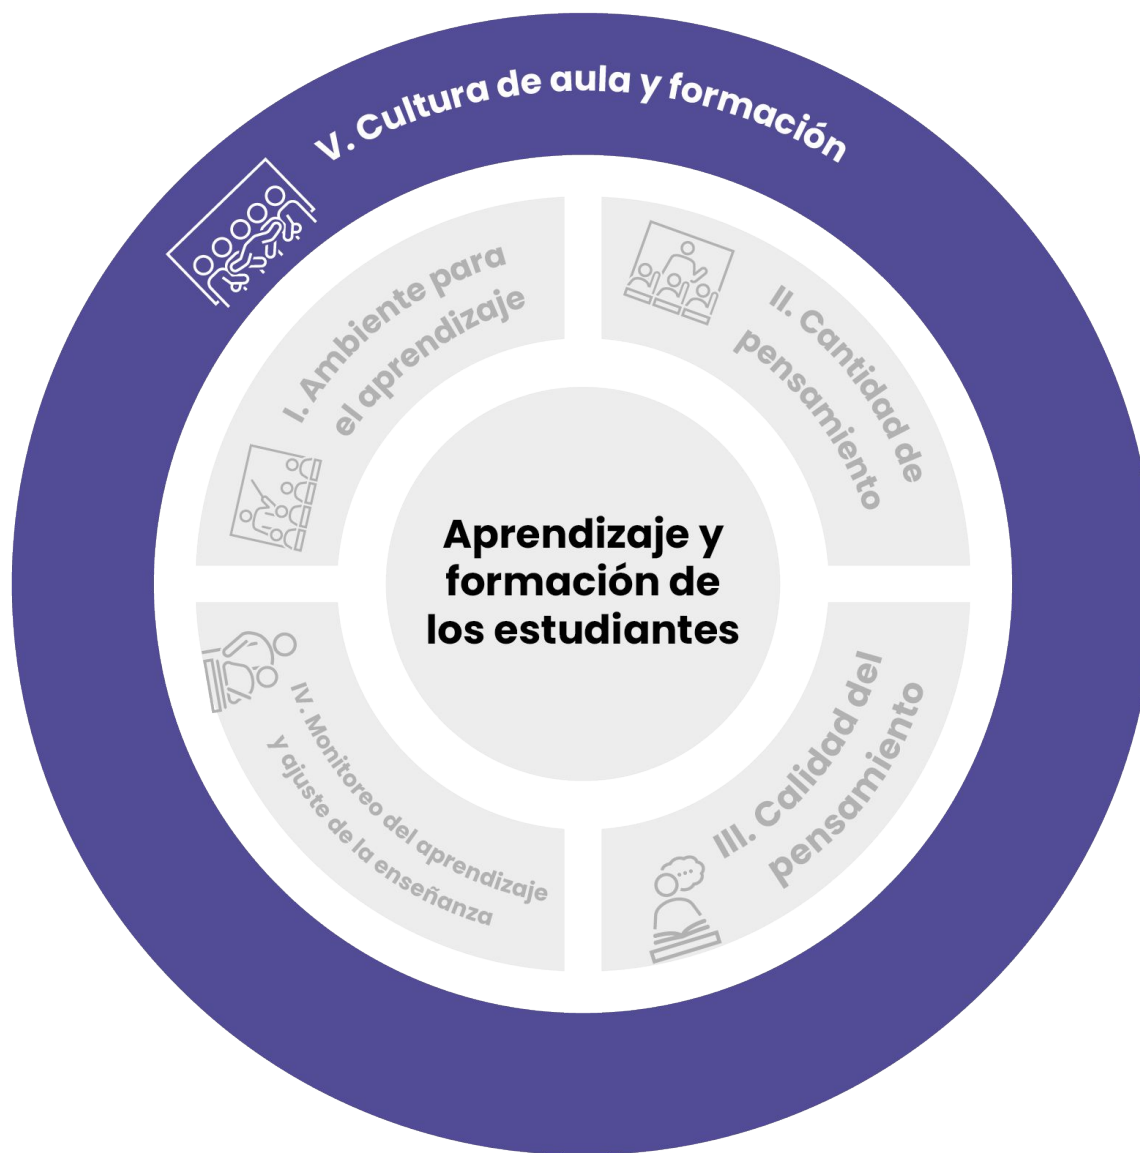 V. Cultura de aula y formación
I. Ambiente para
el aprendizaje
II. Cantidad de
pensamiento
Aprendizaje y
formación de
los estudiantes
III. Calidad del
pensamiento
IV. Monitoreo del aprendizaje
y ajuste de la enseñanza